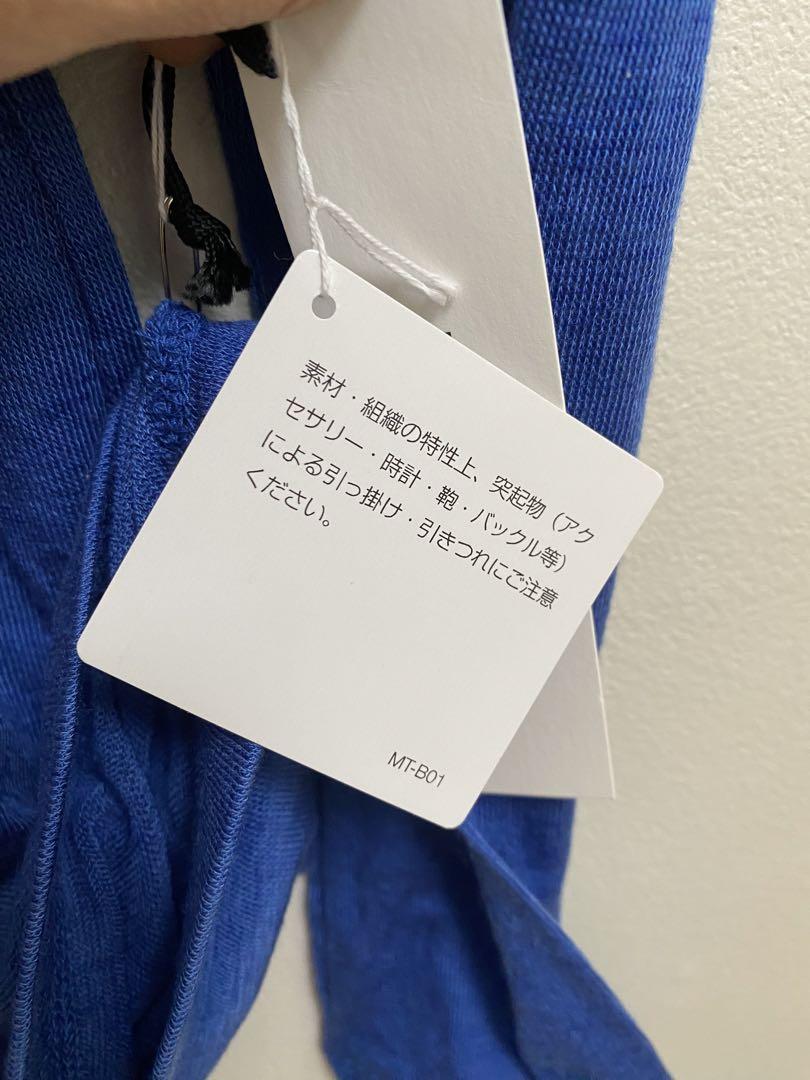 素材・組織の特性上、突起物（アク
セサリー・時計・鞄・バックル等）
による引っ掛け・引きつれにご注意
ください。
MT-B01